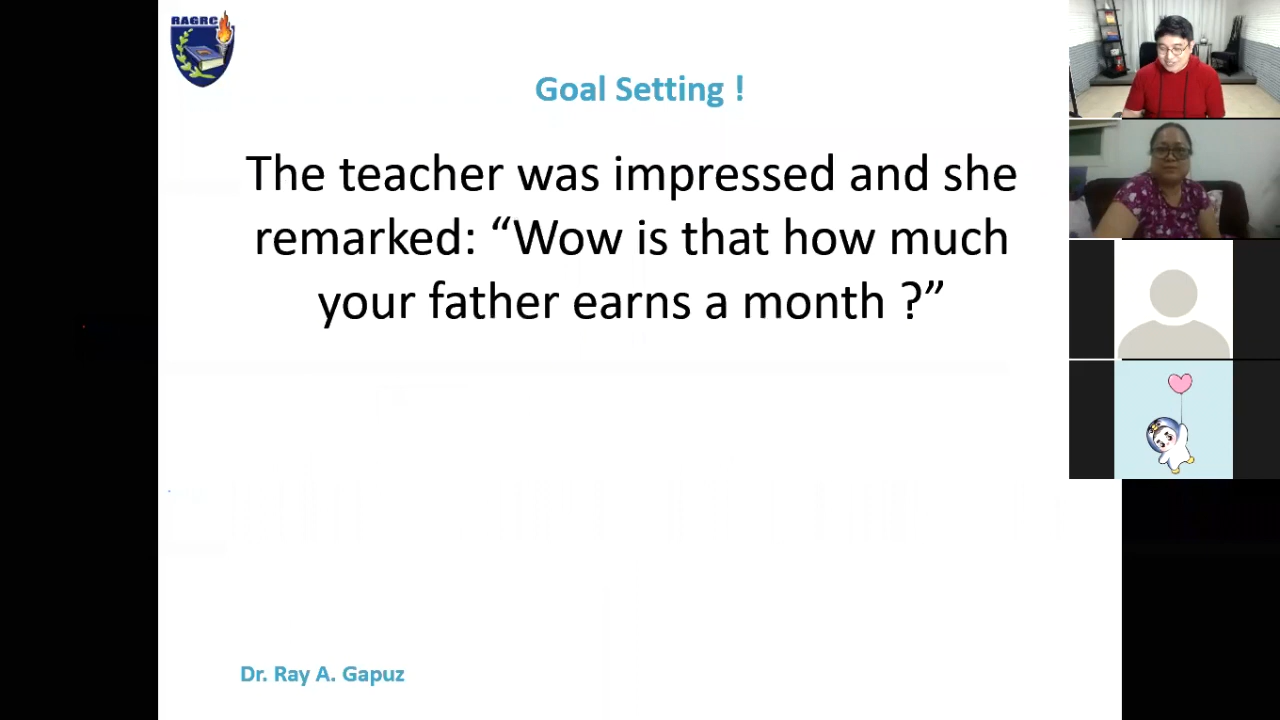 RAGRC
Goal Setting !
The teacher was impressed and she
remarked: “Wow is that how much
your father earns a month ?”
Dr. Ray A. Gapuz